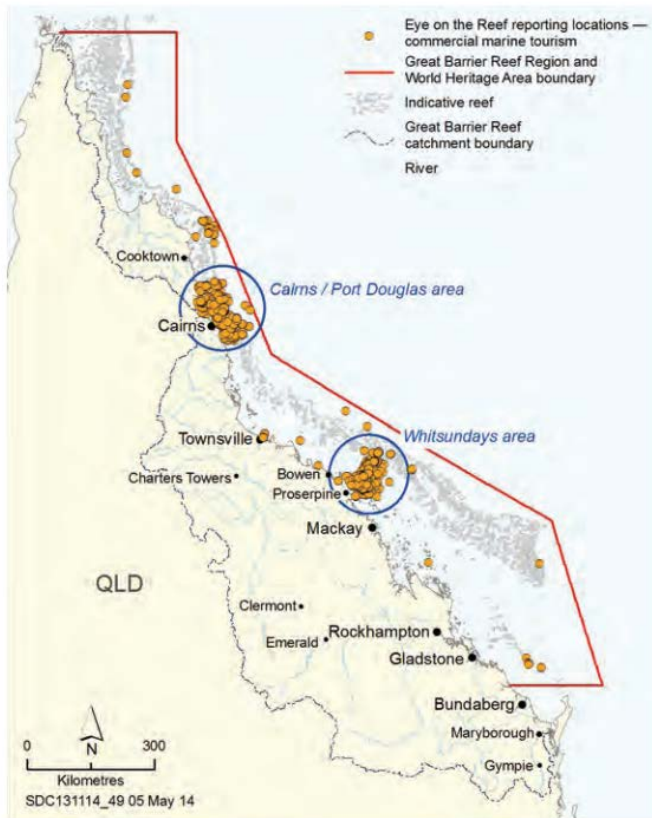 Eye on the Reef reporting locations —
commercial marine tourism
Great Barrier Reef Region and
World Heritage Area boundary
Indicative reef
Great Barrier Reef
catchment boundary
River
Cooktown
Cairns / Port Douglas area
Cairns
Whitsundays area
Townsville
Bowen
Charters Towers
Proserpine
Mackay
QLD
Clermont
Rockhampton
Emerald
Gladstone
Bundaberg
Maryborough
Gympie
0 N 300
Kilometres
SDC131114_49 05 May 14